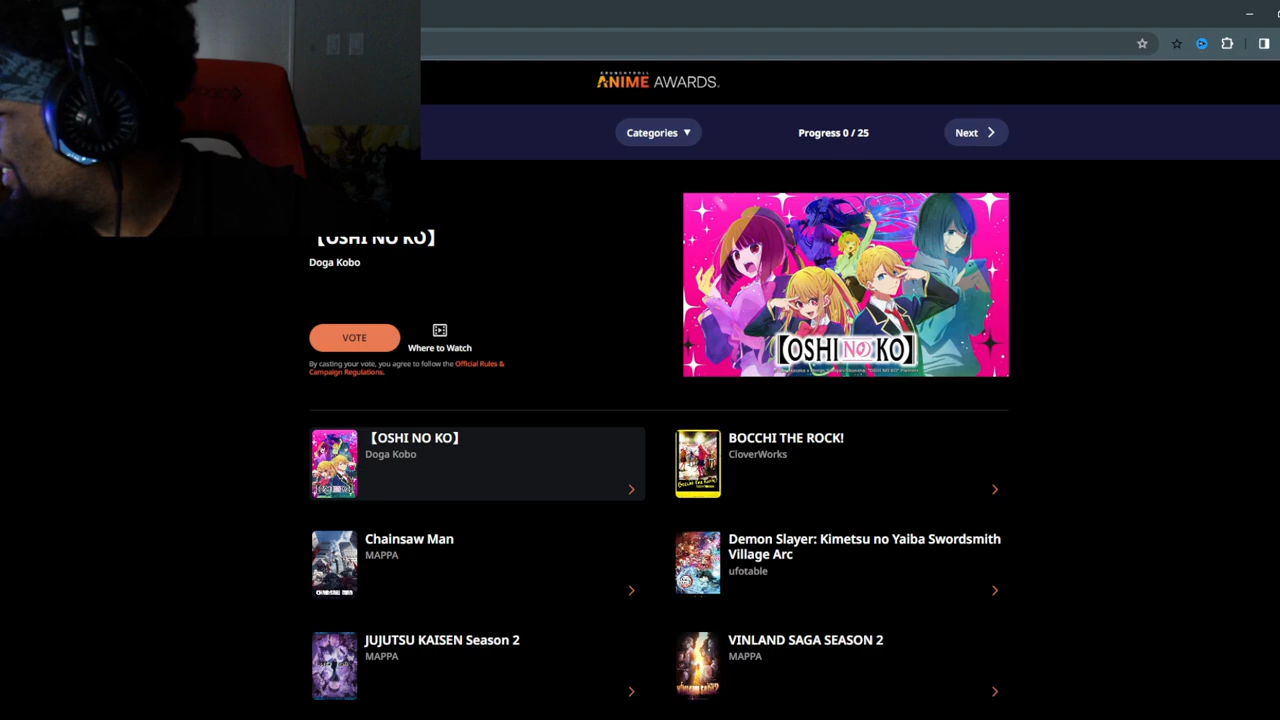 CRUNCHYROLL
ANIME AWARDS.
Categories ▼
Progress 0 / 25
Next
【OSHI NO KO】
Doga Kobo
VOTE
Where to Watch
By casting your vote, you agree to follow the Official Rules &
Campaign Regulations.
【OSHI NO KO】
【OSHI NO KO】
Doga Kobo
BOCCHI THE ROCK!
CloverWorks
Chainsaw Man
MAPPA
CHAINSAW MAN
Demon Slayer: Kimetsu no Yaiba Swordsmith
Village Arc
ufotable
JUJUTSU KAISEN Season 2
MAPPA
VINLAND SAGA SEASON 2
MAPPA